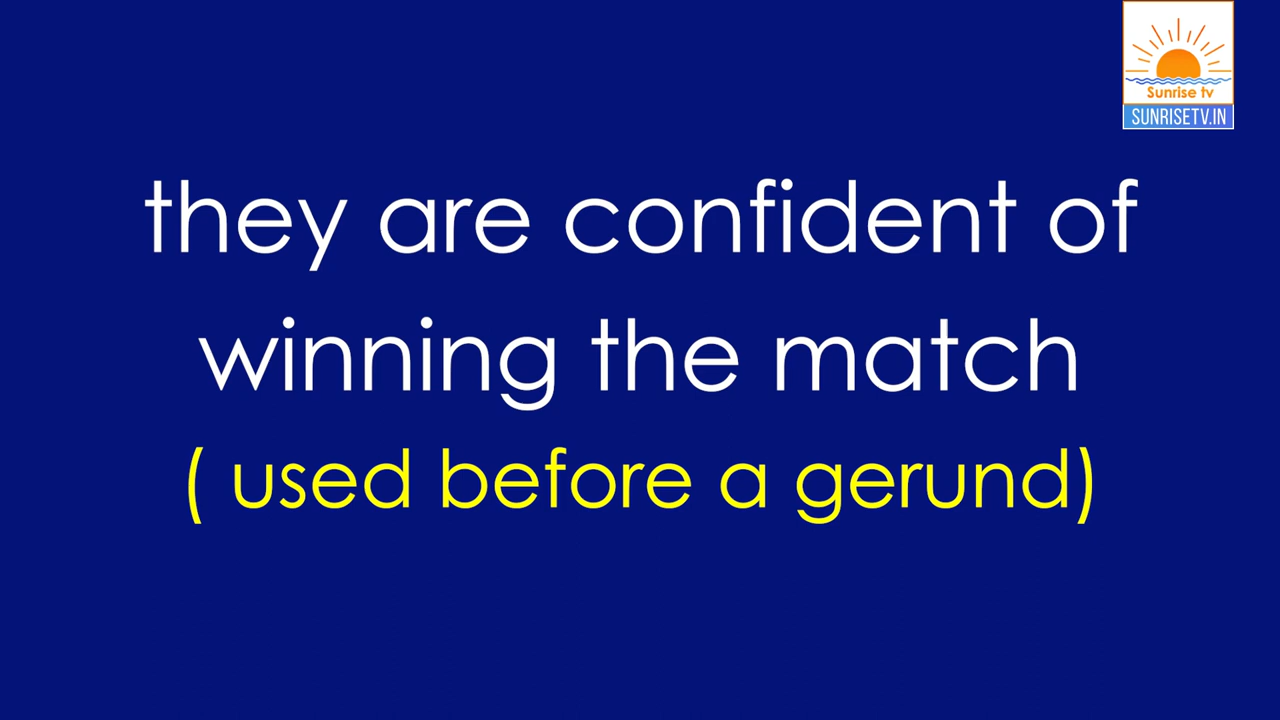 Sunrise tv
SUNRISETV.IN
they are confident of
winning the match
( used before a gerund)